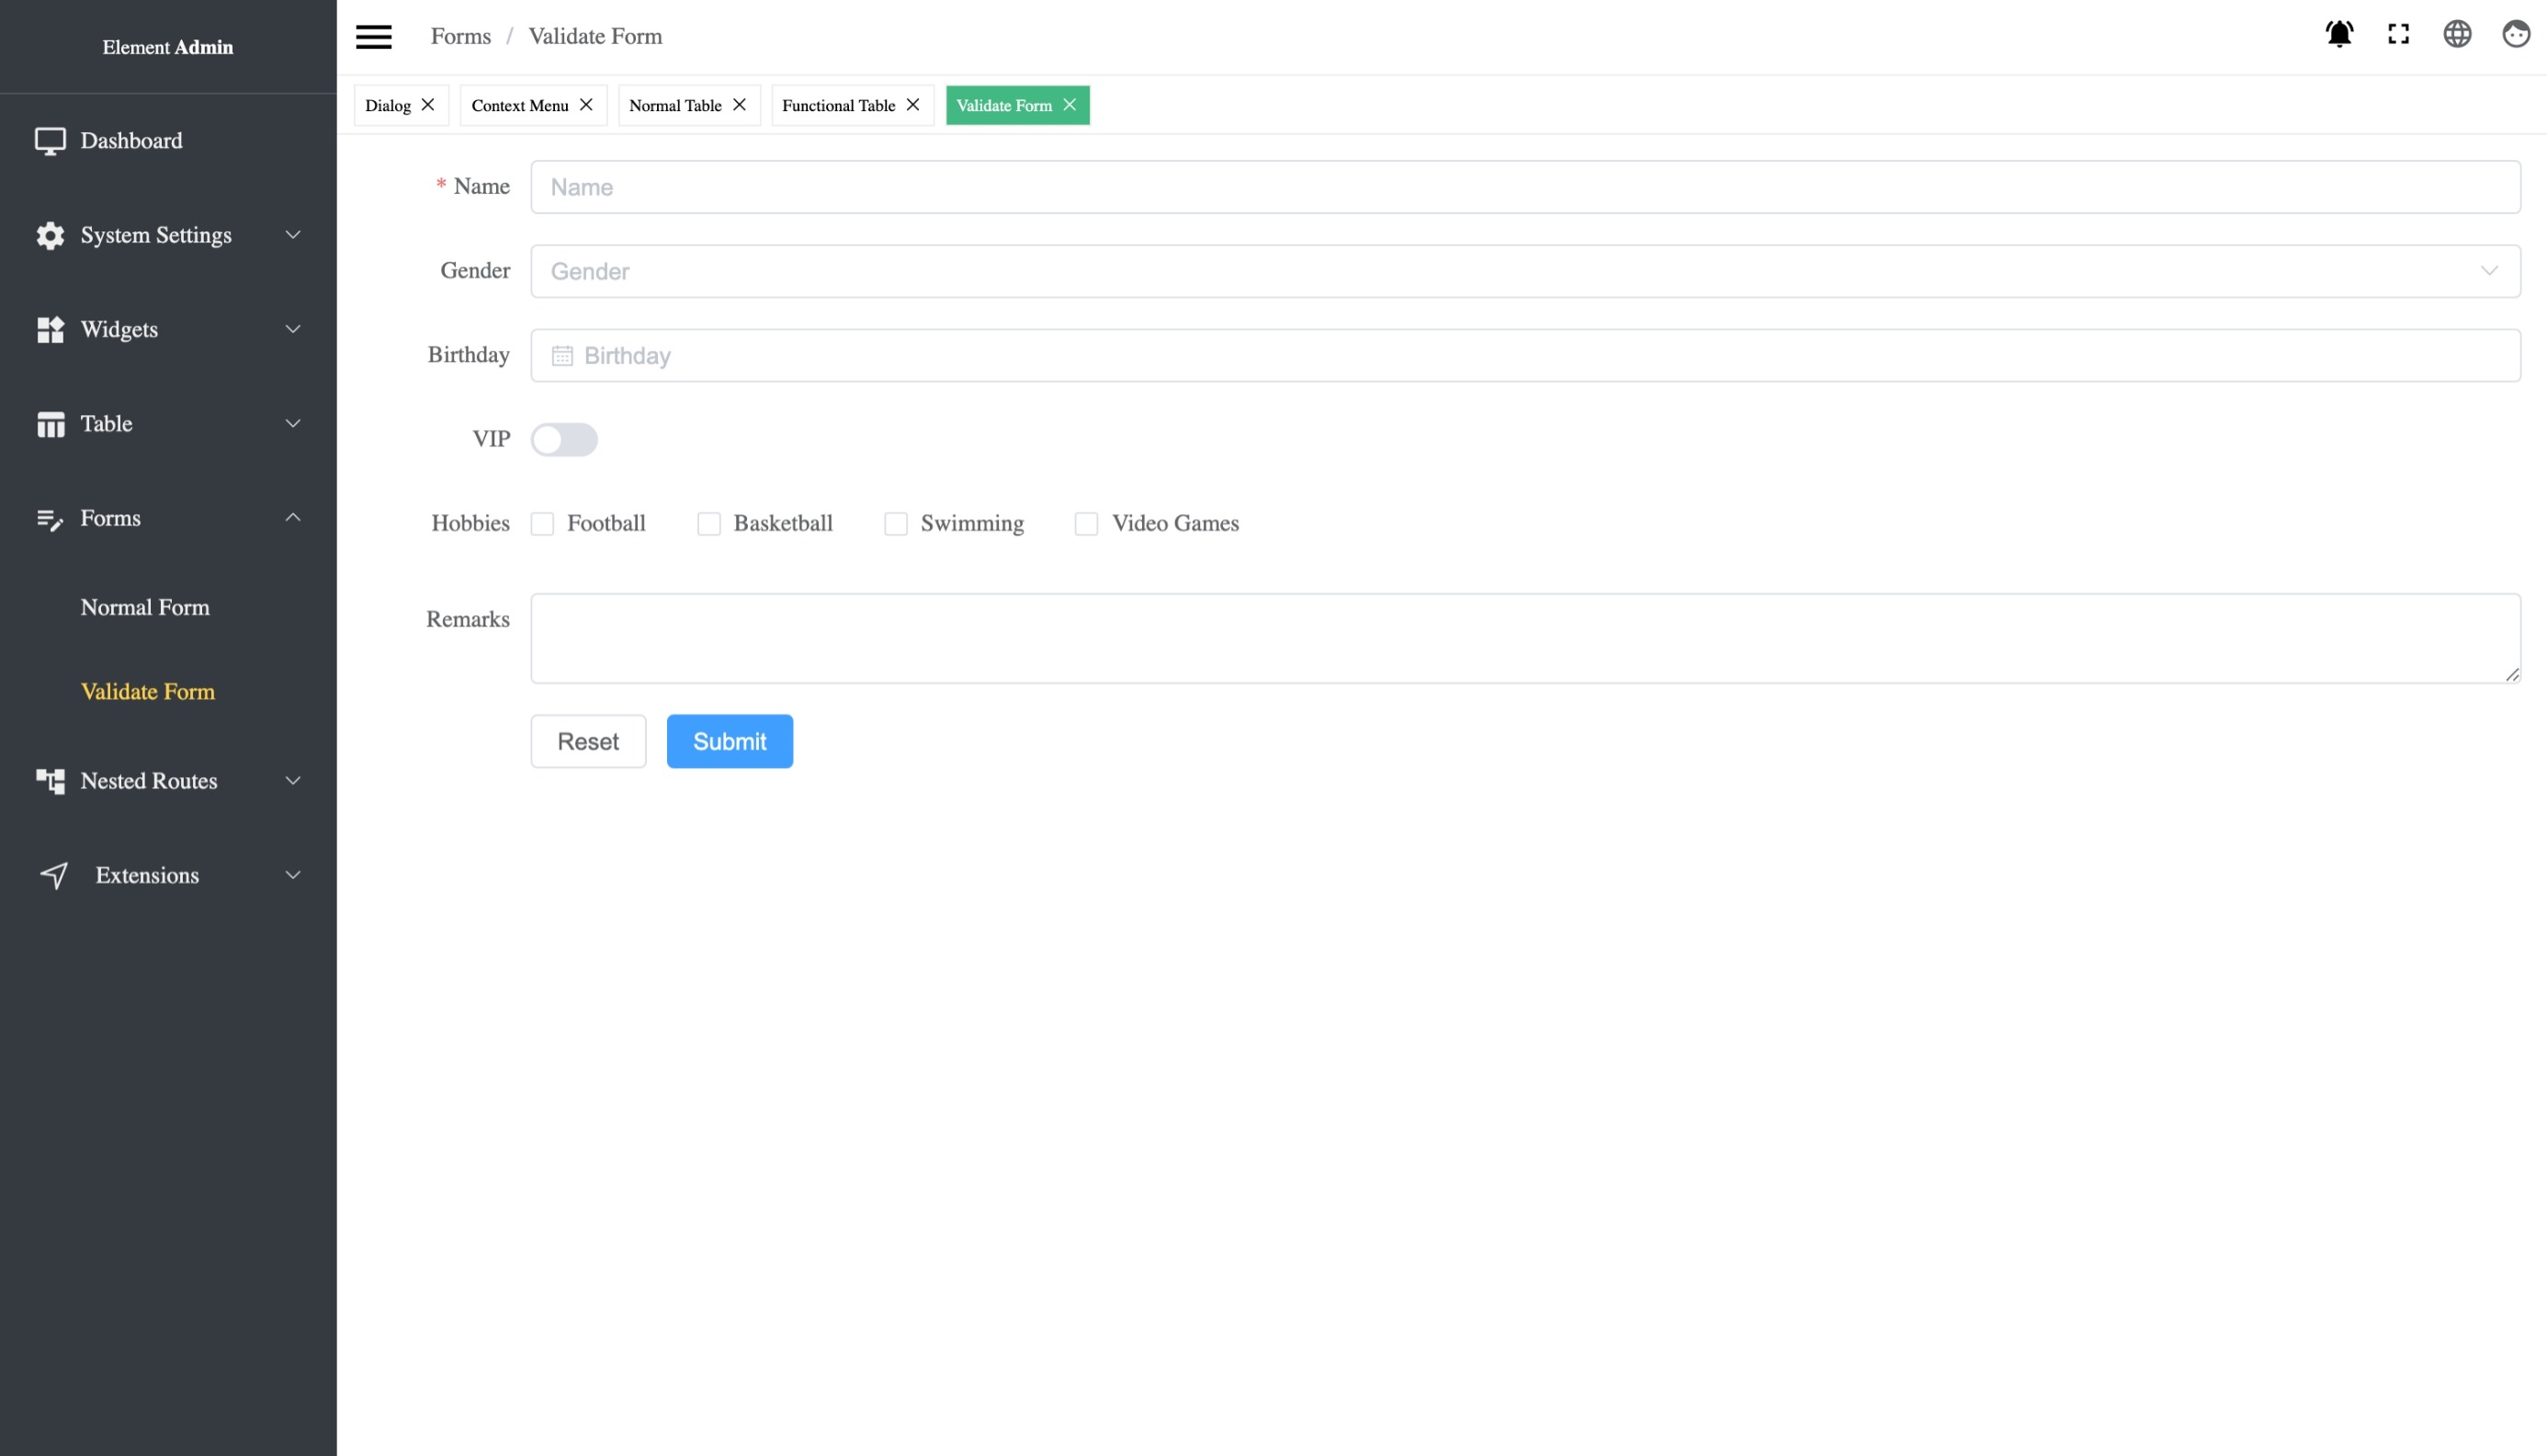 Element Admin
Dashboard
System Settings
Widgets
Table
Forms
Normal Form
Validate Form
Nested Routes
Extensions
Forms / Validate Form
Dialog
Context Menu
Normal Table
Functional Table
Validate Form
* Name
Name
Gender
Gender
Birthday
Birthday
VIP
Hobbies Football Basketball Swimming Video Games
Remarks
Reset Submit